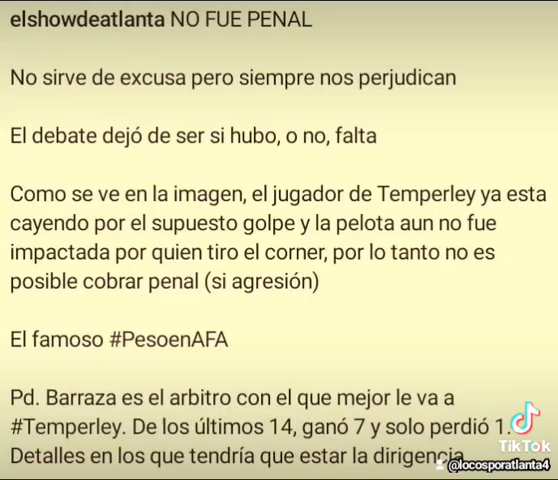 elshowdeatlanta NO FUE PENAL
No sirve de excusa pero siempre nos perjudican
El debate dejó de ser si hubo, o no, falta
Como se ve en la imagen, el jugador de Temperley ya esta
cayendo por el supuesto golpe y la pelota aun no fue
impactada por quien tiro el corner, por lo tanto no es
posible cobrar penal (si agresión)
El famoso #PesoenAFA
Pd. Barraza es el arbitro con el que mejor le va a
#Temperley. De los últimos 14, ganó 7 y solo perdió 1.
Detalles en los que tendría que estar la dirigencia
TikTok
@locosporatlanta4